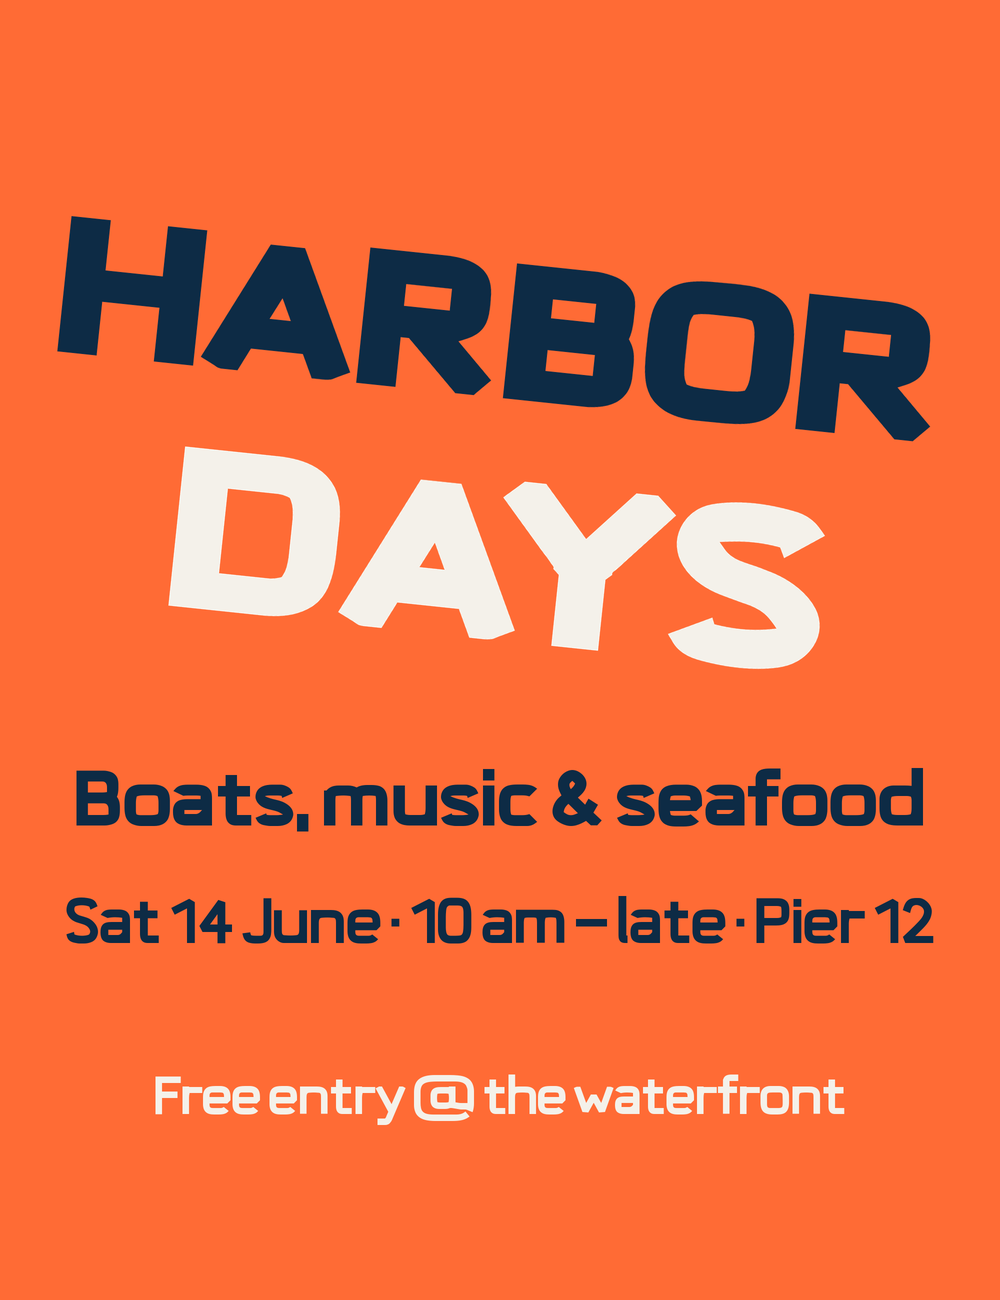 HARBOR
DAYS
Boats, music & seafood
Sat 14 June · 10 am – late · Pier 12
Free entry @ the waterfront